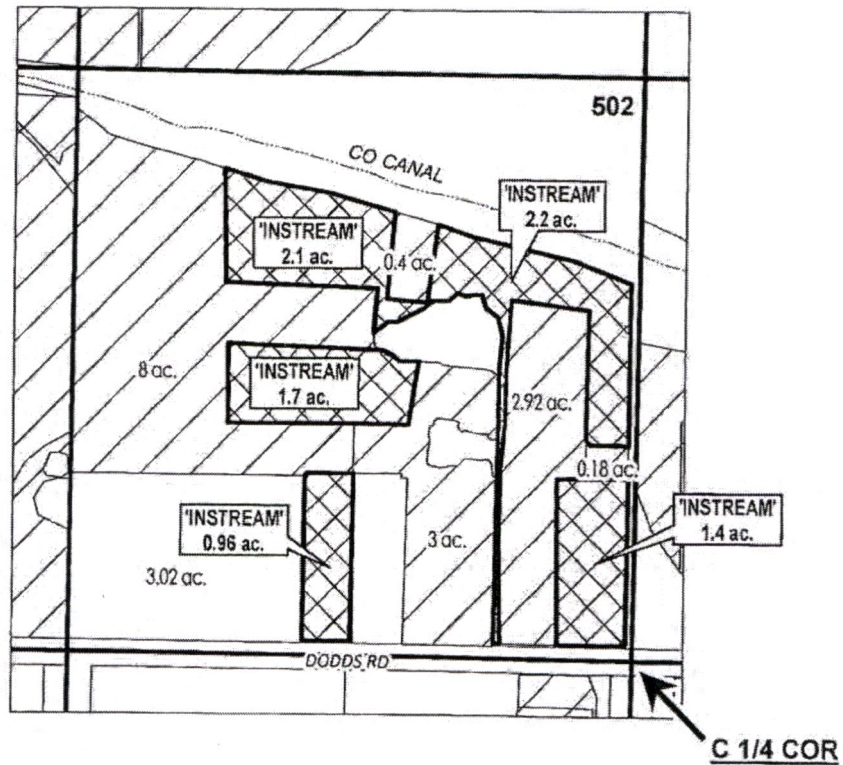 502
CO CANAL
'INSTREAM'
2.2 ac.
'INSTREAM'
2.1 ac.
0.4 ac.
8 ac.
'INSTREAM'
1.7 ac.
2.92 ac.
0.18 ac.
'INSTREAM'
0.96 ac.
'INSTREAM'
1.4 ac.
3 ac.
3.02 ac.
DODDS RD
C 1/4 COR